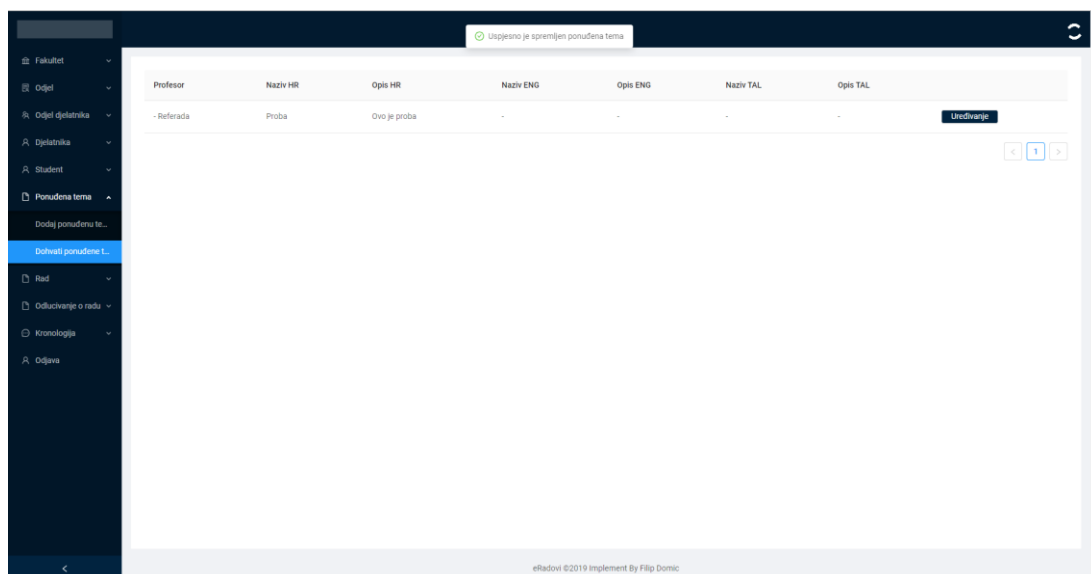 Uspjesno je spremljen ponuđena tema
Fakultet
Odjel
Odjel djelatnika
Djelatnika
Student
Ponuđena tema
Dodaj ponuđenu te...
Dohvati ponuđene t...
Rad
Odlucivanje o radu
Kronologija
Odjava
Profesor Naziv HR Opis HR Naziv ENG Opis ENG Naziv TAL Opis TAL
- Referada Proba Ovo je proba - - - - Uređivanje
< 1 >
eRadovi ©2019 Implement By Filip Domic